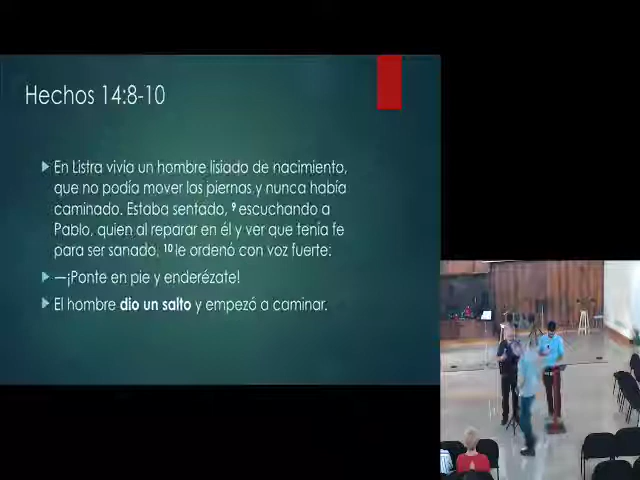 Hechos 14:8-10
En Listra vivía un hombre lisiado de nacimiento,
que no podía mover las piernas y nunca había
caminado. Estaba sentado, 9 escuchando a
Pablo, quien al reparar en él y ver que tenía fe
para ser sanado, 10 le ordenó con voz fuerte:
—¡Ponte en pie y enderézate!
El hombre dio un salto y empezó a caminar.